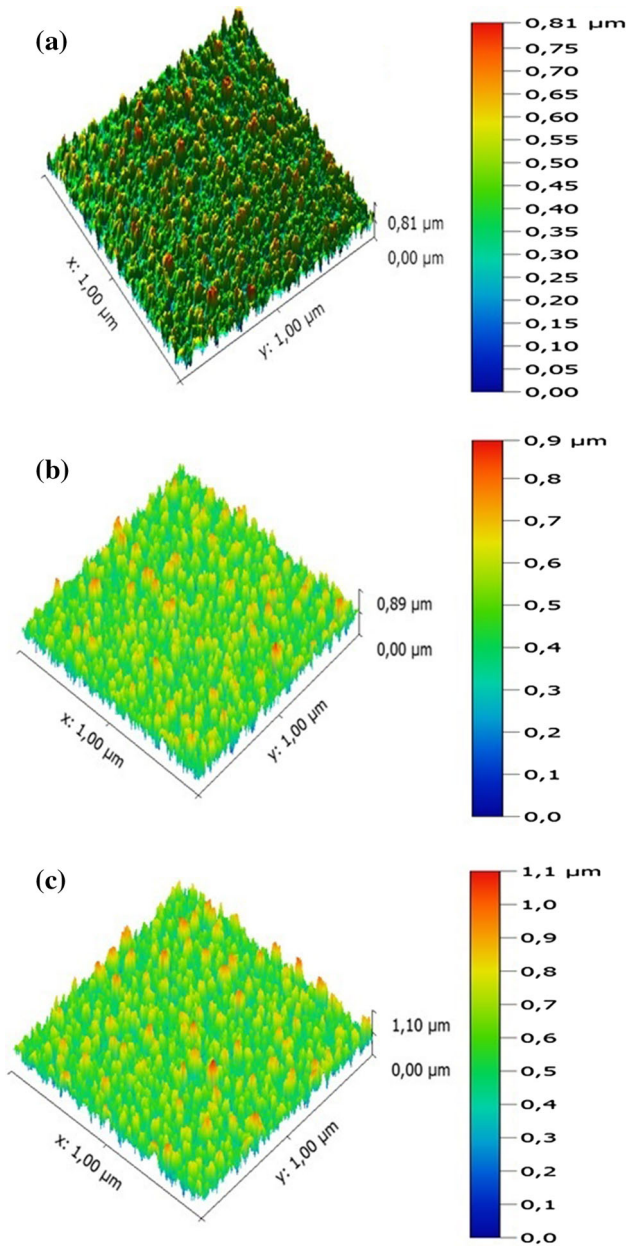 (a)
x: 1,00 µm
y: 1,00 µm
0,81 µm
0,00 µm
0,81 µm
0,75
0,70
0,65
0,60
0,55
0,50
0,45
0,40
0,35
0,30
0,25
0,20
0,15
0,10
0,05
0,00
(b)
x: 1,00 µm
y: 1,00 µm
0,89 µm
0,00 µm
0,9 µm
0,8
0,7
0,6
0,5
0,4
0,3
0,2
0,1
0,0
(c)
x: 1,00 µm
y: 1,00 µm
1,10 µm
0,00 µm
1,1 µm
1,0
0,9
0,8
0,7
0,6
0,5
0,4
0,3
0,2
0,1
0,0